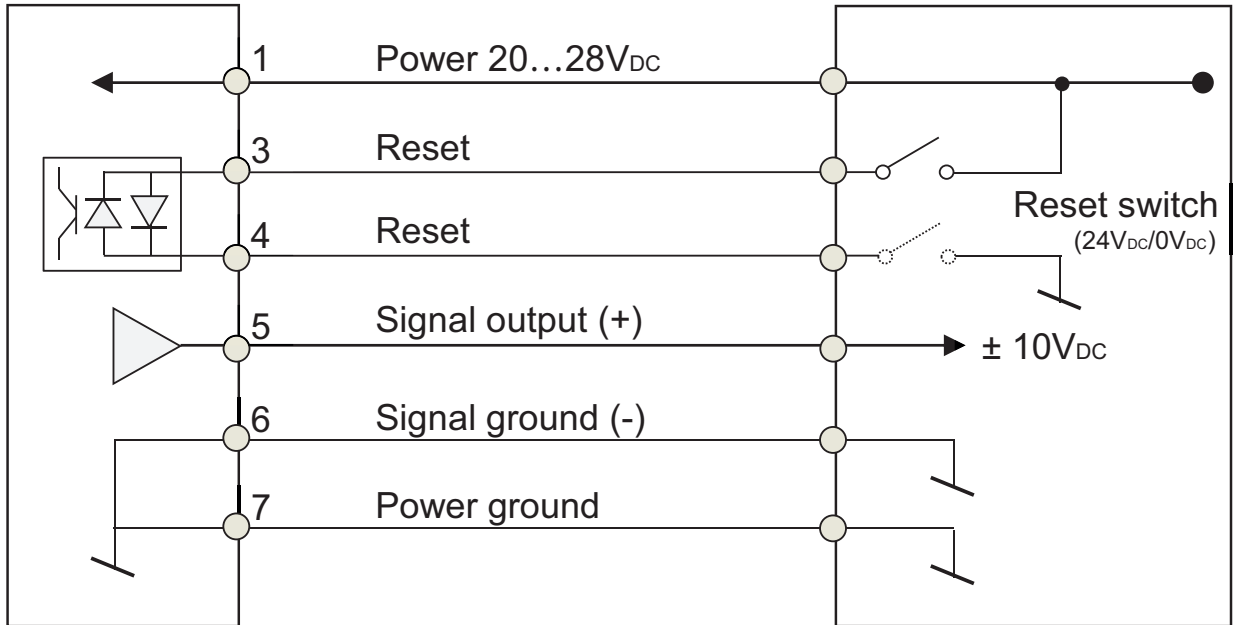 1 Power 20...28VDC
3 Reset
4 Reset
Reset switch
(24VDC/0VDC)
5 Signal output (+)
± 10VDC
6 Signal ground (-)
7 Power ground